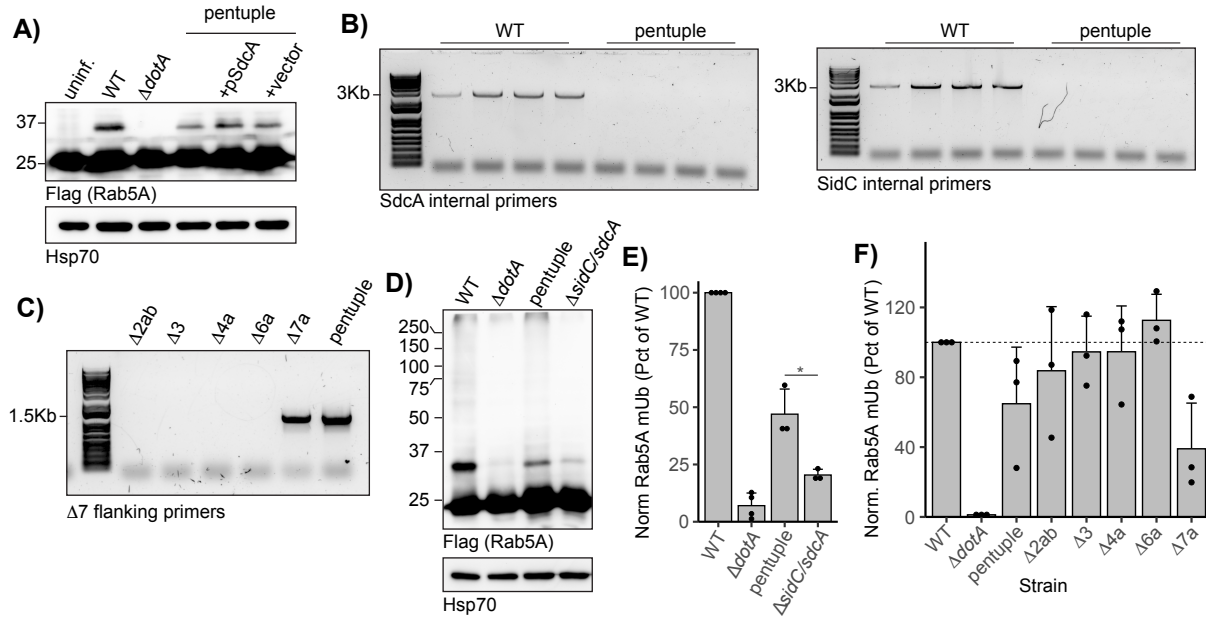 A)
pentuple
uninf.
WT
ΔdotA
+pSdcA
+vector
37
25
Flag (Rab5A)
Hsp70
B)
WT
pentuple
3Kb
SdcA internal primers
WT
pentuple
3Kb
SidC internal primers
C)
Δ2ab
Δ3
Δ4a
Δ6a
Δ7a
pentuple
1.5Kb
Δ7 flanking primers
D)
WT
ΔdotA
pentuple
ΔsidC/sdcA
250
150
100
75
50
37
25
Flag (Rab5A)
Hsp70
E)
Norm Rab5A mUb (Pct of WT)
100
75
50
25
0
*
WT
ΔdotA
pentuple
ΔsidC/sdcA
F)
Norm. Rab5A mUb (Pct of WT)
120
80
40
0
WT
ΔdotA
pentuple
Δ2ab
Δ3
Δ4a
Δ6a
Δ7a
Strain